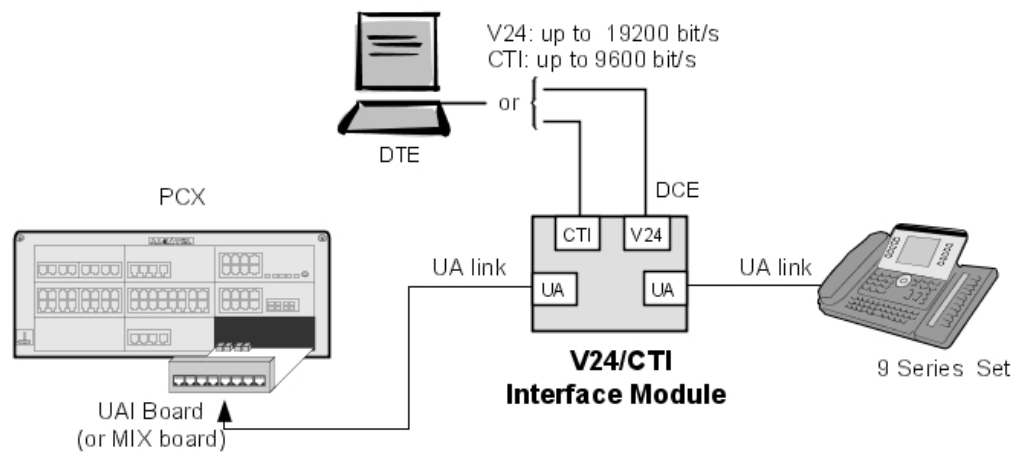 V24: up to 19200 bit/s
CTI: up to 9600 bit/s
or
DTE
PCX
DCE
CTI
V24
UA link
UA link
UA
UA
V24/CTI
Interface Module
9 Series Set
UAI Board
(or MIX board)